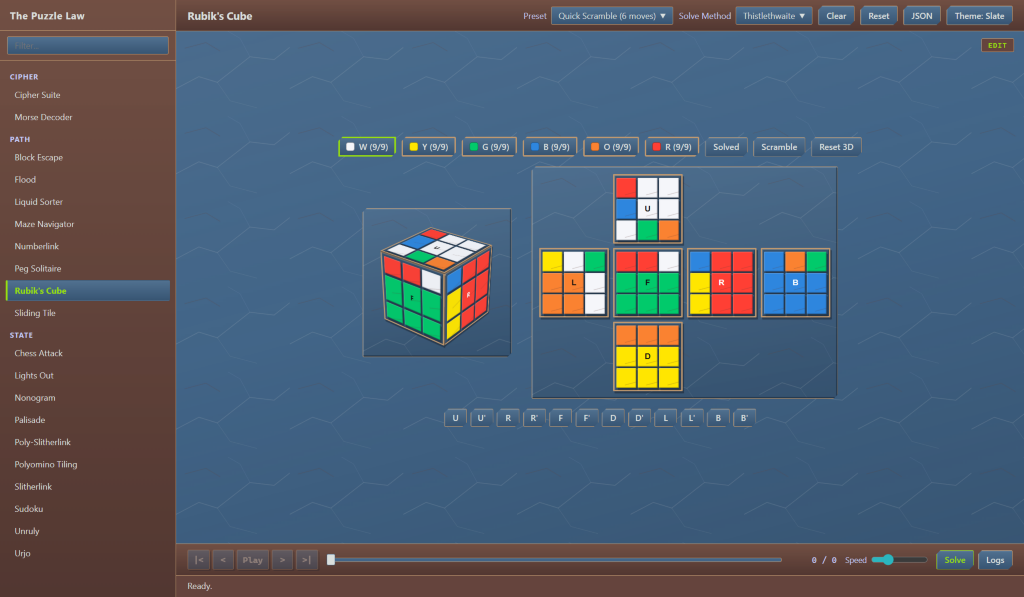 The Puzzle Law
Rubik's Cube
Preset
Quick Scramble (6 moves) ▼
Solve Method
Thistlethwaite ▼
Clear
Reset
JSON
Theme: Slate
Filter...
EDIT
CIPHER
Cipher Suite
Morse Decoder
PATH
Block Escape
Flood
Liquid Sorter
Maze Navigator
Numberlink
Peg Solitaire
Rubik's Cube
Sliding Tile
STATE
Chess Attack
Lights Out
Nonogram
Palisade
Poly-Slitherlink
Polyomino Tiling
Slitherlink
Sudoku
Unruly
Urjo
W (9/9)
Y (9/9)
G (9/9)
B (9/9)
O (9/9)
R (9/9)
Solved
Scramble
Reset 3D
U
F
U
L
F
R
B
D
U
U'
R
R'
F
F'
D
D'
L
L'
B
B'
|<
<
Play
>
>|
0 / 0
Speed
Solve
Logs
Ready.